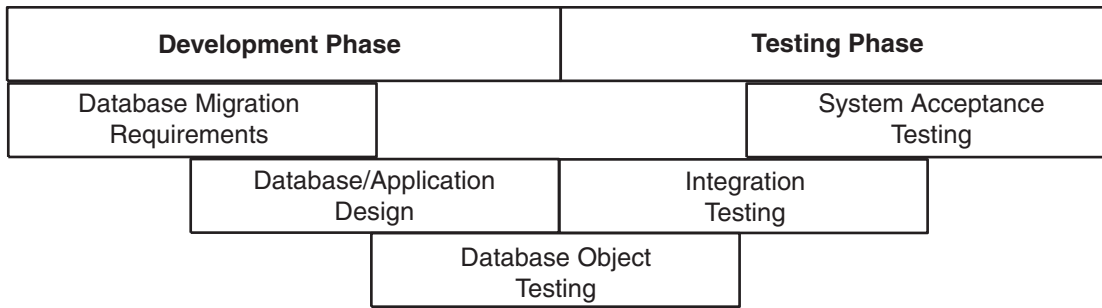 Development Phase
Testing Phase
Database Migration
Requirements
System Acceptance
Testing
Database/Application
Design
Integration
Testing
Database Object
Testing